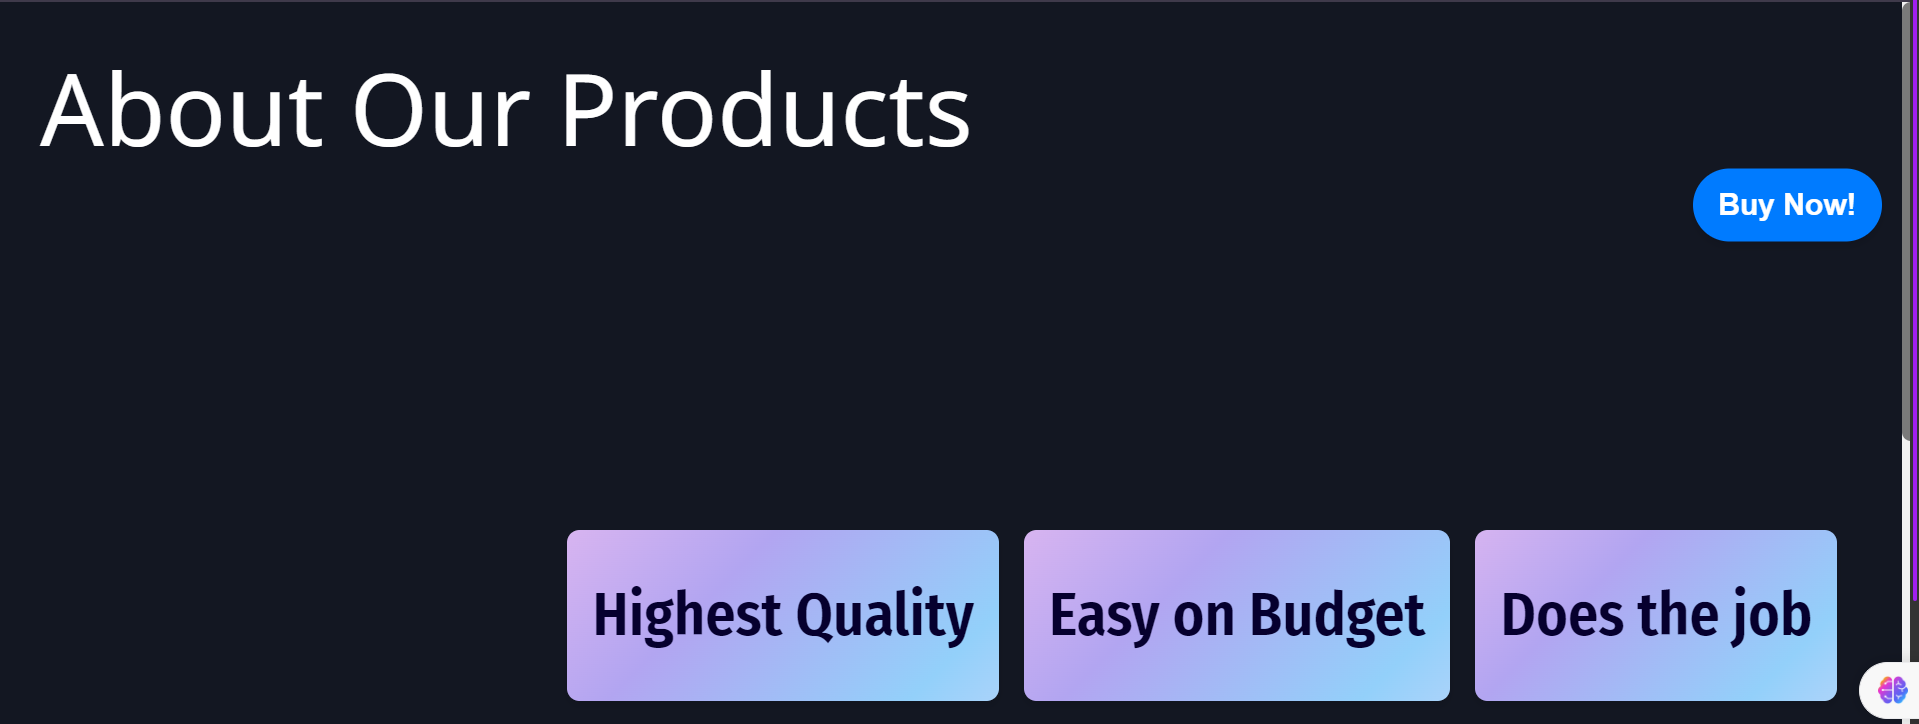 About Our Products
Buy Now!
Highest Quality
Easy on Budget
Does the job